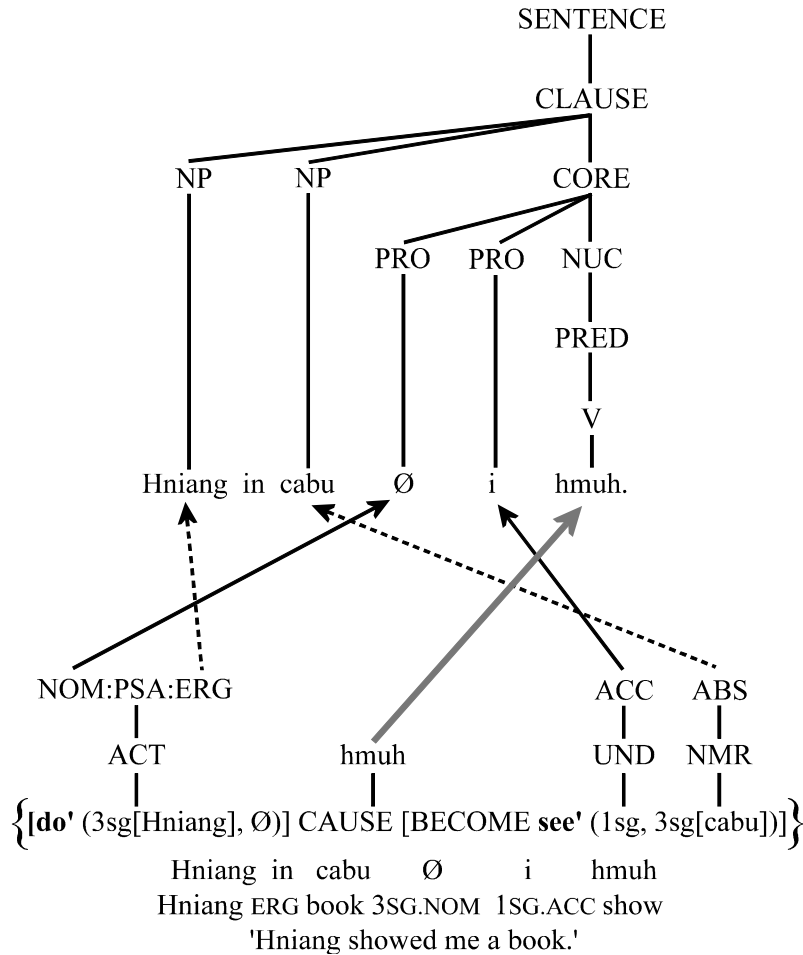 SENTENCE
CLAUSE
NP NP CORE
PRO PRO NUC
PRED
V
Hniang in cabu Ø i hmuh.
NOM:PSA:ERG ACC ABS
ACT hmuh UND NMR
{[do' (3sg[Hniang], Ø)] CAUSE [BECOME see' (1sg, 3sg[cabu])]}
Hniang in cabu Ø i hmuh
Hniang ERG book 3SG.NOM 1SG.ACC show
'Hniang showed me a book.'